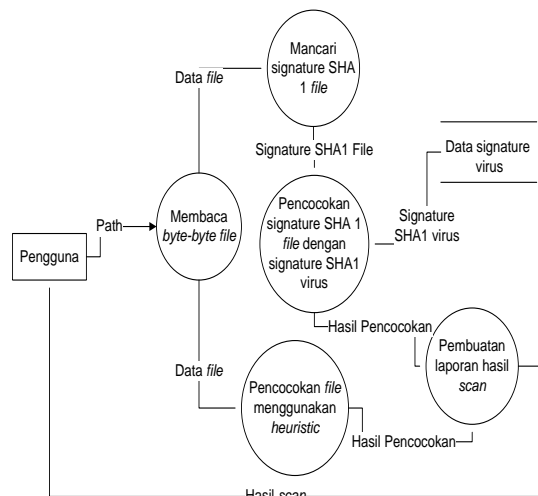 Mancari
signature SHA
1 file
Data file
Signature SHA1 File
Data signature
virus
Path
Membaca
byte-byte file
Pencocokan
signature SHA 1
file dengan
signature SHA1
virus
Signature
SHA1 virus
Pengguna
Hasil Pencocokan
Pembuatan
laporan hasil
scan
Data file
Pencocokan file
menggunakan
heuristic
Hasil Pencocokan
Hasil scan